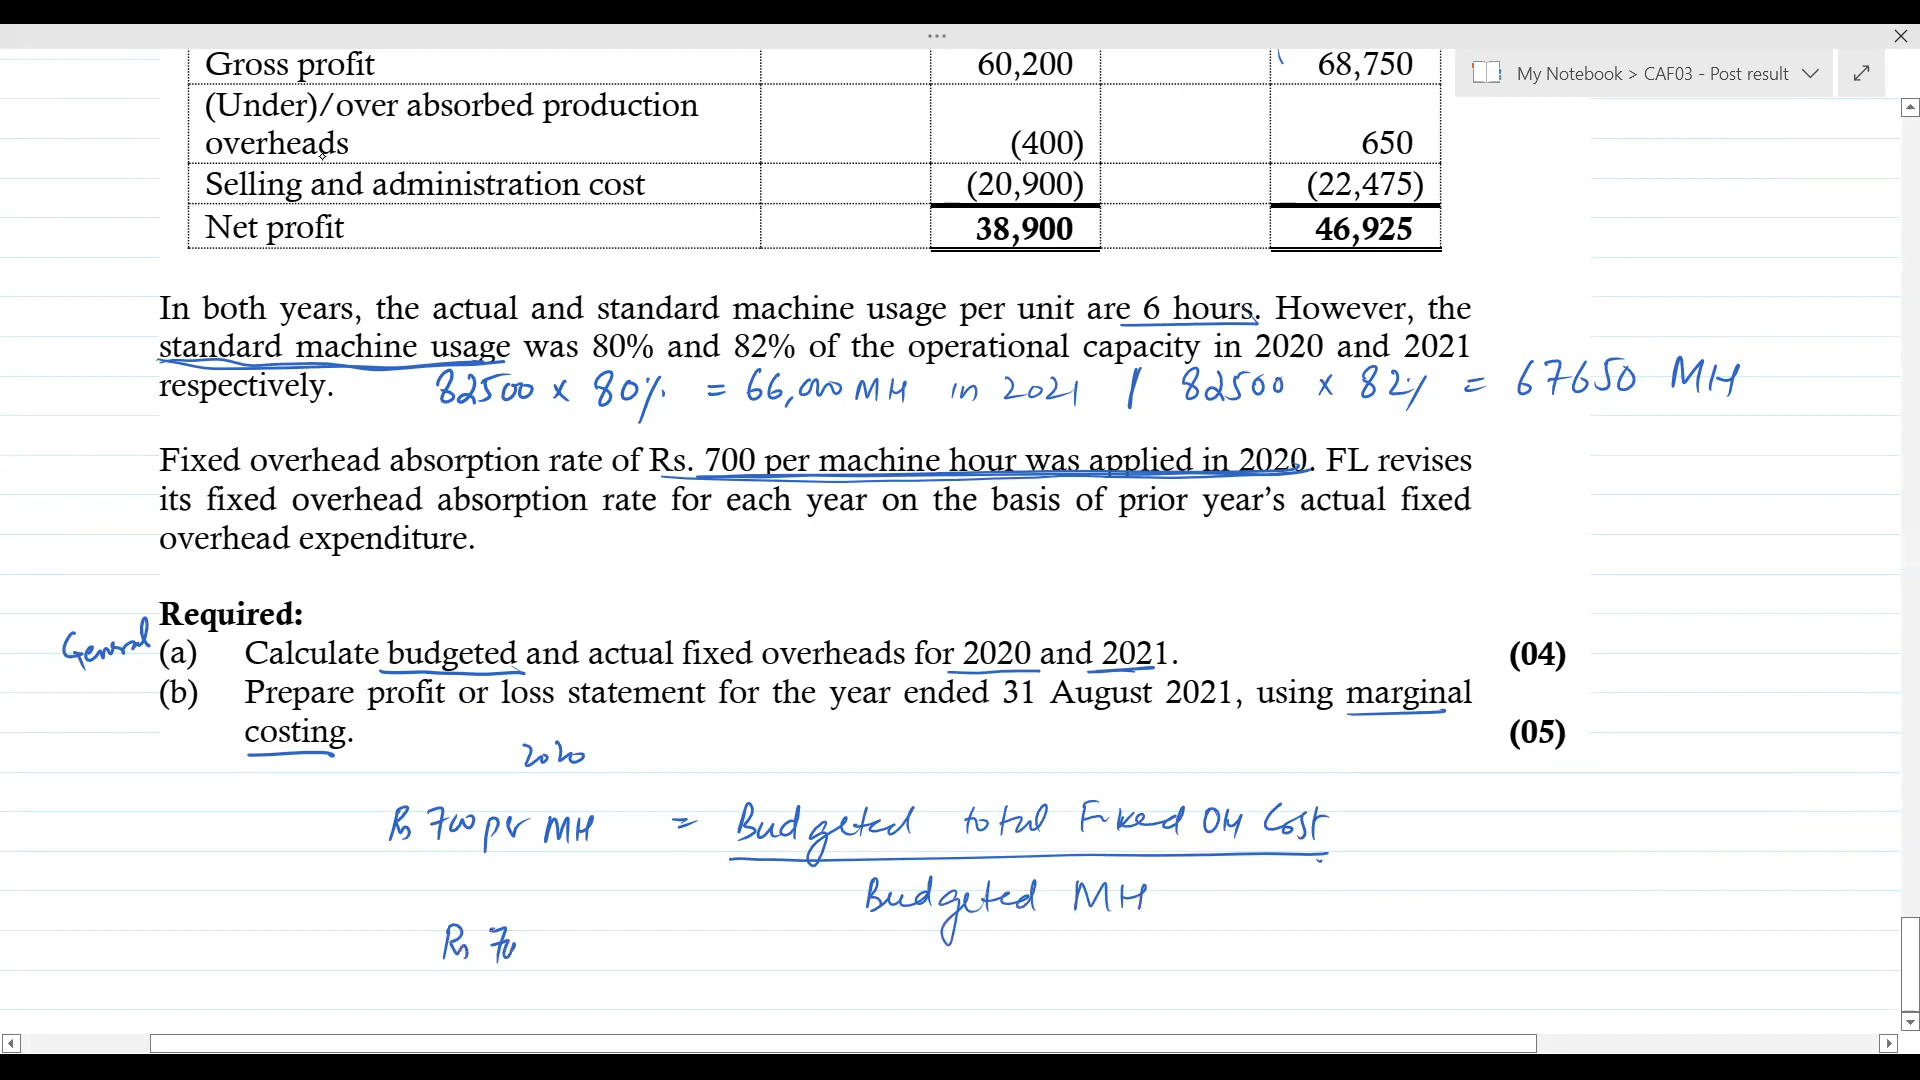 Gross profit 60,200 68,750
My Notebook > CAF03 - Post result
(Under)/over absorbed production
overheads (400) 650
Selling and administration cost (20,900) (22,475)
Net profit 38,900 46,925
In both years, the actual and standard machine usage per unit are 6 hours. However, the
standard machine usage was 80% and 82% of the operational capacity in 2020 and 2021
respectively.
82500 x 80% = 66,000 MH in 2021 / 82500 x 82% = 67650 MH
Fixed overhead absorption rate of Rs. 700 per machine hour was applied in 2020. FL revises
its fixed overhead absorption rate for each year on the basis of prior year's actual fixed
overhead expenditure.
Required:
General
(a) Calculate budgeted and actual fixed overheads for 2020 and 2021. (04)
(b) Prepare profit or loss statement for the year ended 31 August 2021, using marginal
costing. (05)
2020
Rs 700 per MH = Budgeted total Fixed OH Cost
Budgeted MH
Rs 70